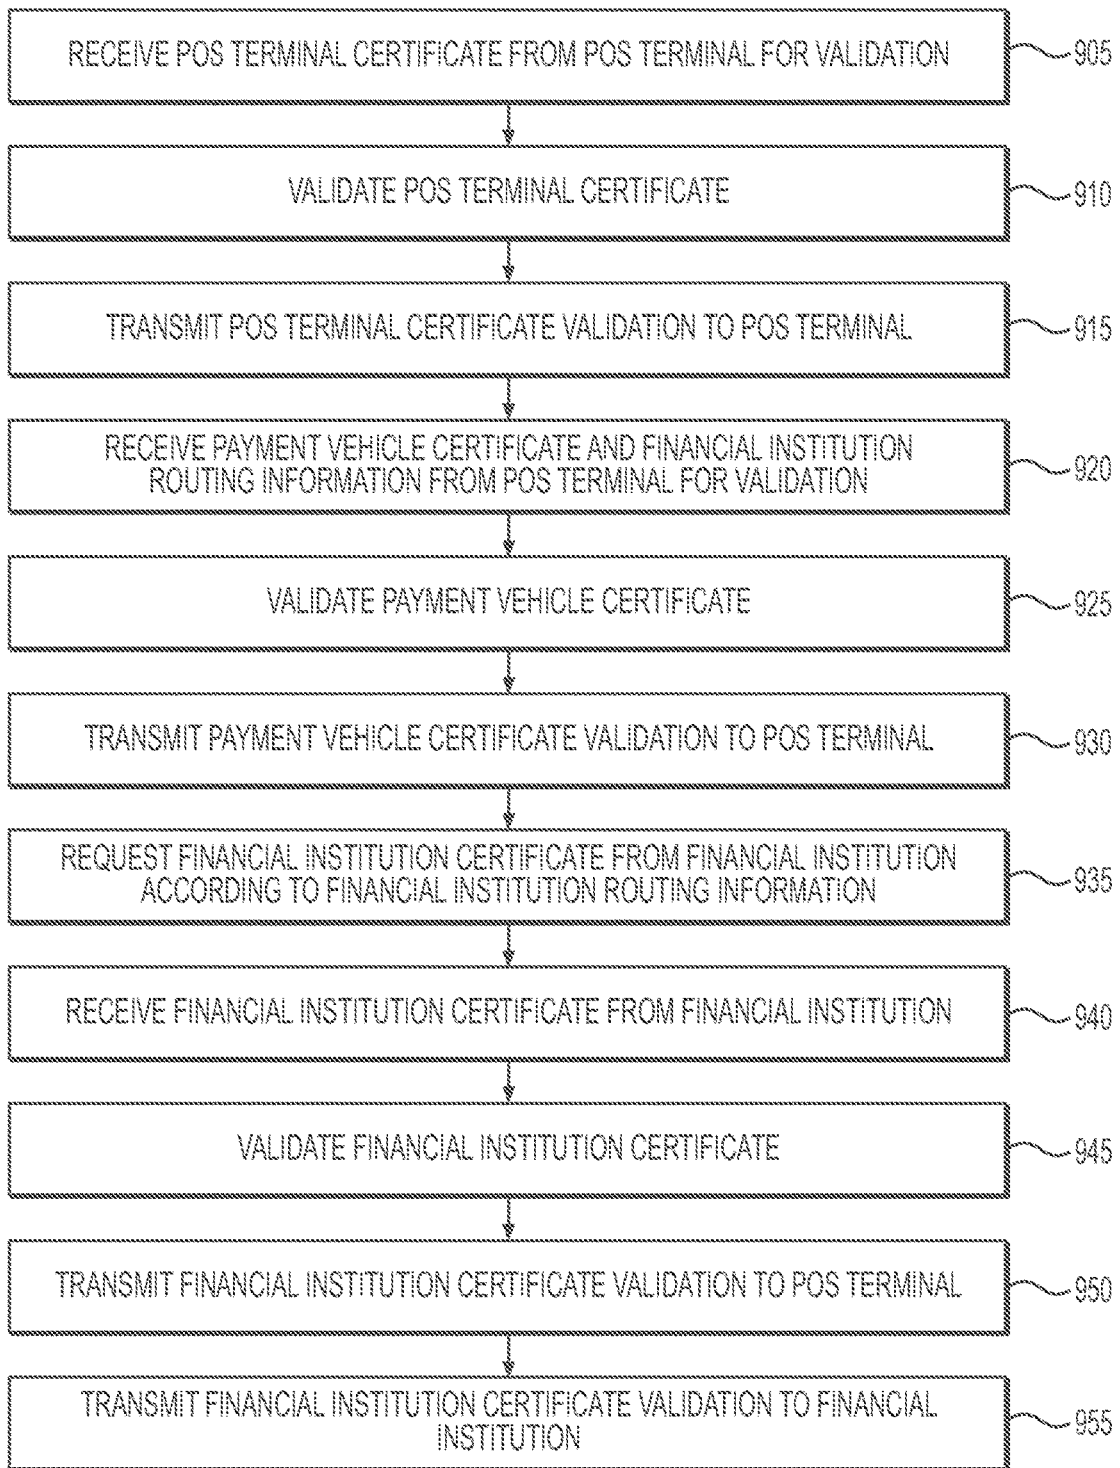 RECEIVE POS TERMINAL CERTIFICATE FROM POS TERMINAL FOR VALIDATION
905
VALIDATE POS TERMINAL CERTIFICATE
910
TRANSMIT POS TERMINAL CERTIFICATE VALIDATION TO POS TERMINAL
915
RECEIVE PAYMENT VEHICLE CERTIFICATE AND FINANCIAL INSTITUTION
ROUTING INFORMATION FROM POS TERMINAL FOR VALIDATION
920
VALIDATE PAYMENT VEHICLE CERTIFICATE
925
TRANSMIT PAYMENT VEHICLE CERTIFICATE VALIDATION TO POS TERMINAL
930
REQUEST FINANCIAL INSTITUTION CERTIFICATE FROM FINANCIAL INSTITUTION
ACCORDING TO FINANCIAL INSTITUTION ROUTING INFORMATION
935
RECEIVE FINANCIAL INSTITUTION CERTIFICATE FROM FINANCIAL INSTITUTION
940
VALIDATE FINANCIAL INSTITUTION CERTIFICATE
945
TRANSMIT FINANCIAL INSTITUTION CERTIFICATE VALIDATION TO POS TERMINAL
950
TRANSMIT FINANCIAL INSTITUTION CERTIFICATE VALIDATION TO FINANCIAL
INSTITUTION
955